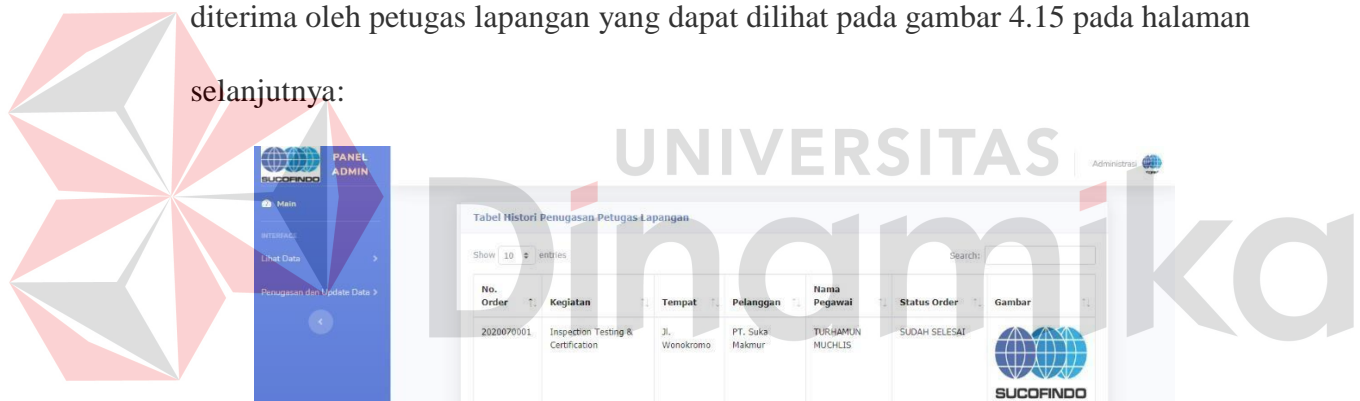 diterima oleh petugas lapangan yang dapat dilihat pada gambar 4.15 pada halaman
selanjutnya:
UNIVERSITAS
Dinamika
SUCOFINDO
PANEL
ADMIN
Administrasi
Main
INTERFACE
Lihat Data
Penugasan dan Update Data
Tabel Histori Penugasan Petugas Lapangan
Show 10 entries
Search:
No.
Order Kegiatan Tempat Pelanggan Nama
Pegawai Status Order Gambar
2020070001 Inspection Testing & Jl. PT. Suka TURHAMUN SUDAH SELESAI
Certification Wonokromo Makmur MUCHLIS
SUCOFINDO